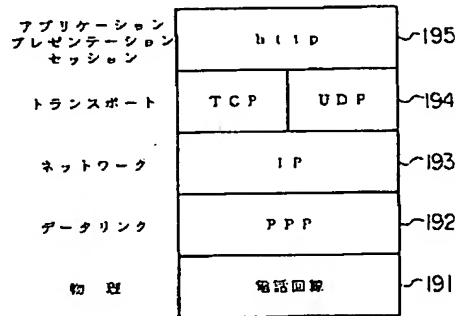 アプリケーション
プレゼンテーション
セッション
http
195
トランスポート
TCP
UDP
194
ネットワーク
IP
193
データリンク
PPP
192
物理
電話回線
191